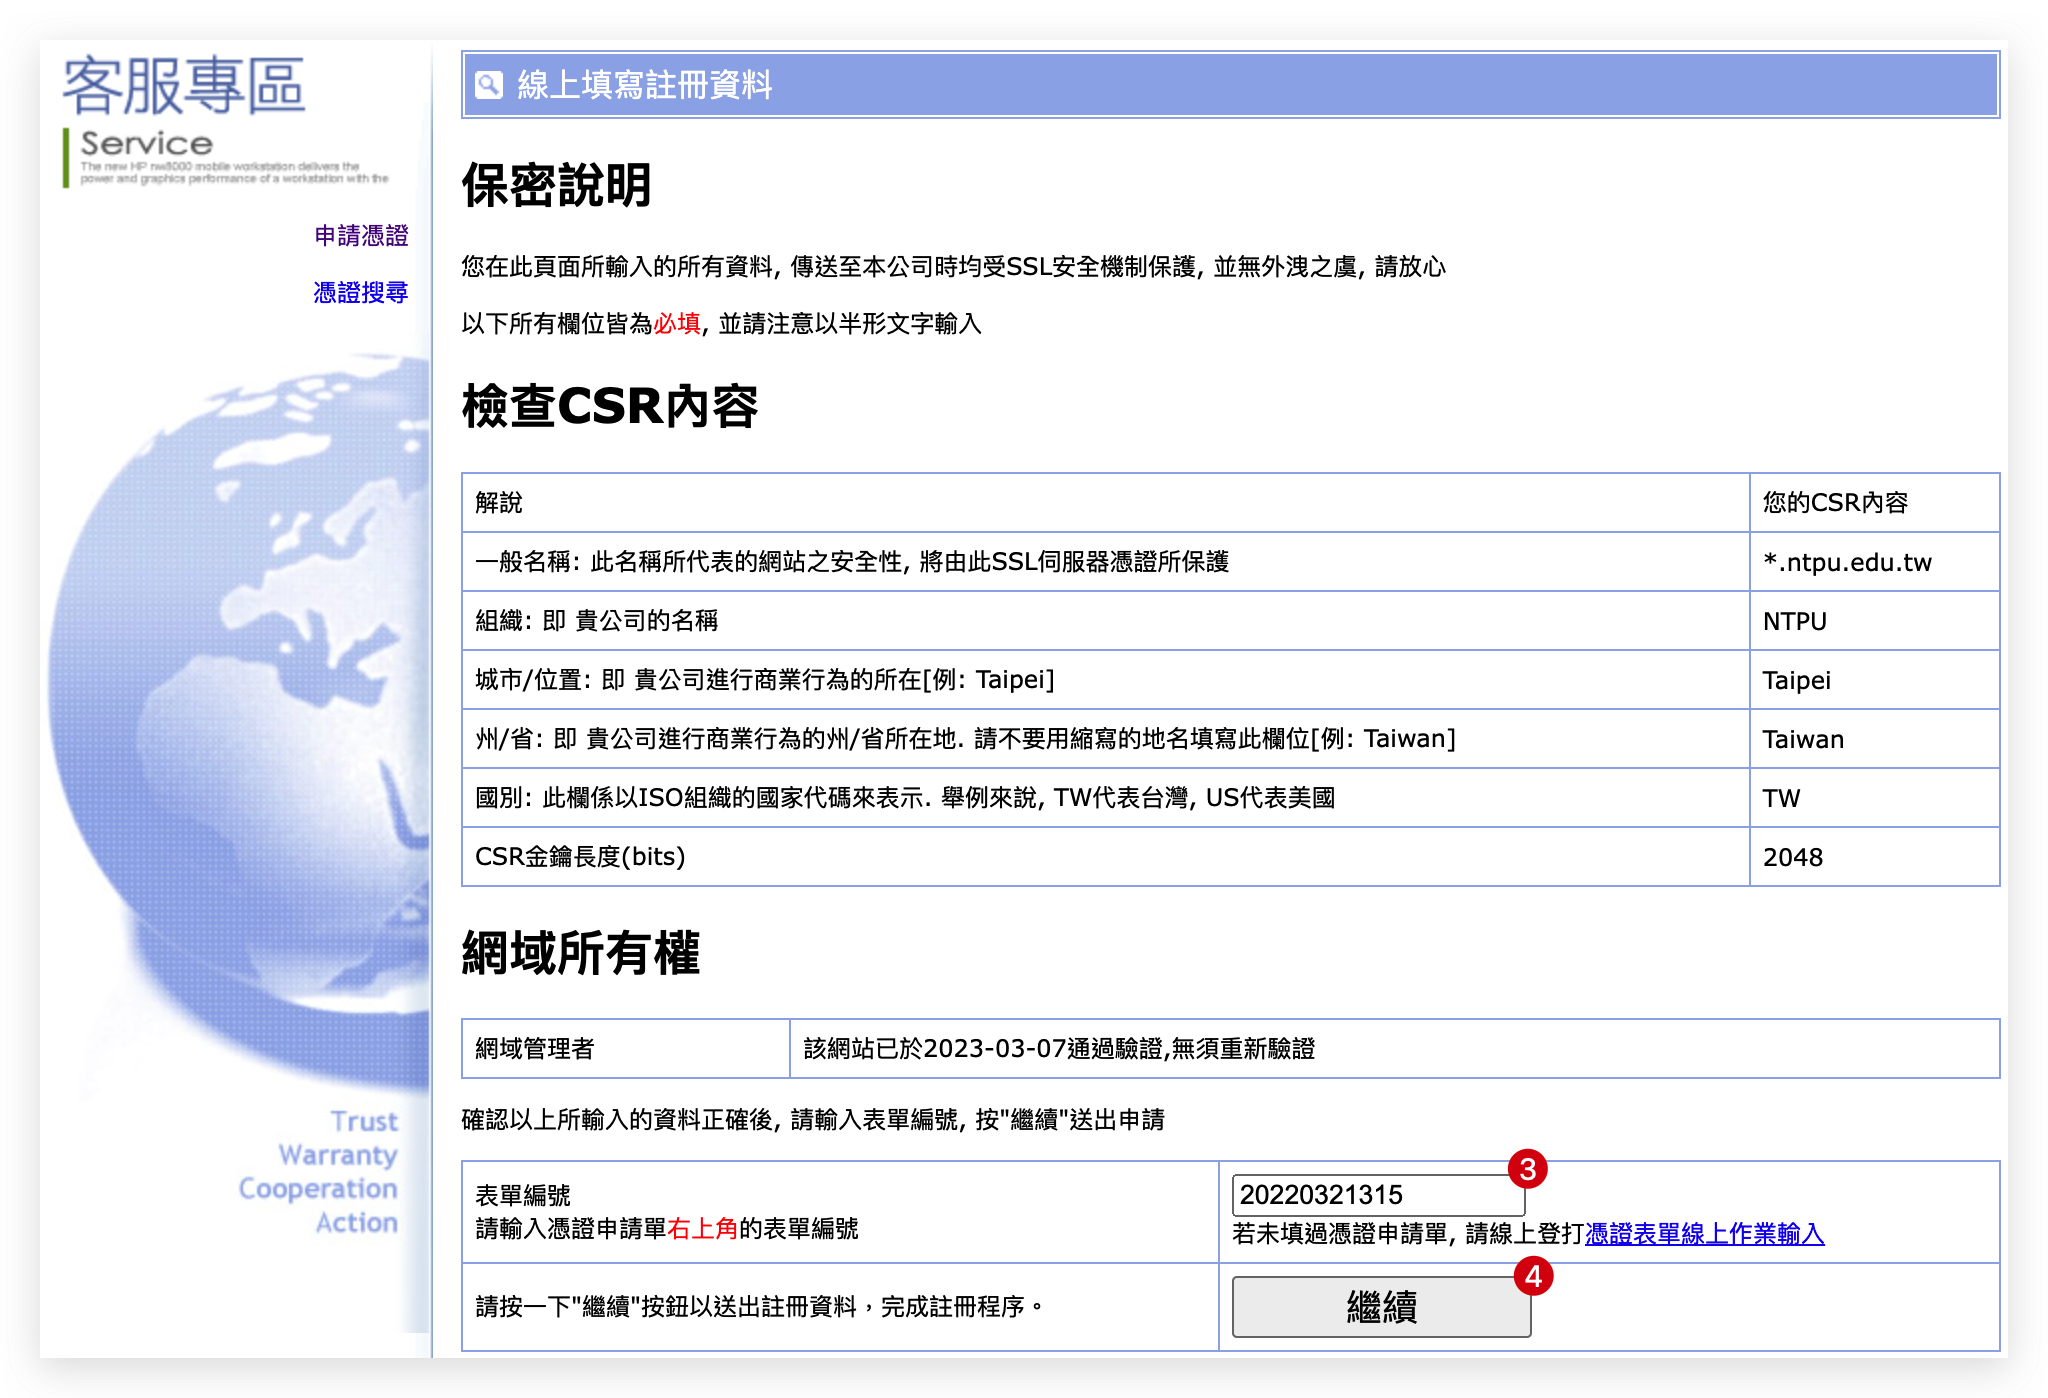 客服專區
Service
The new HP nw8000 mobile workstation delivers the
power and graphics performance of a workstation with the
申請憑證
憑證搜尋
Trust
Warranty
Cooperation
Action
線上填寫註冊資料
保密說明
您在此頁面所輸入的所有資料, 傳送至本公司時均受SSL安全機制保護, 並無外洩之虞, 請放心
以下所有欄位皆為必填, 並請注意以半形文字輸入
檢查CSR內容
解說 您的CSR內容
一般名稱: 此名稱所代表的網站之安全性, 將由此SSL伺服器憑證所保護 *.ntpu.edu.tw
組織: 即 貴公司的名稱 NTPU
城市/位置: 即 貴公司進行商業行為的所在[例: Taipei] Taipei
州/省: 即 貴公司進行商業行為的州/省所在地. 請不要用縮寫的地名填寫此欄位[例: Taiwan] Taiwan
國別: 此欄係以ISO組織的國家代碼來表示. 舉例來說, TW代表台灣, US代表美國 TW
CSR金鑰長度(bits) 2048
網域所有權
網域管理者 該網站已於2023-03-07通過驗證,無須重新驗證
確認以上所輸入的資料正確後, 請輸入表單編號, 按"繼續"送出申請
表單編號
請輸入憑證申請單右上角的表單編號
20220321315
3
若未填過憑證申請單, 請線上登打憑證表單線上作業輸入
請按一下"繼續"按鈕以送出註冊資料，完成註冊程序。
繼續
4